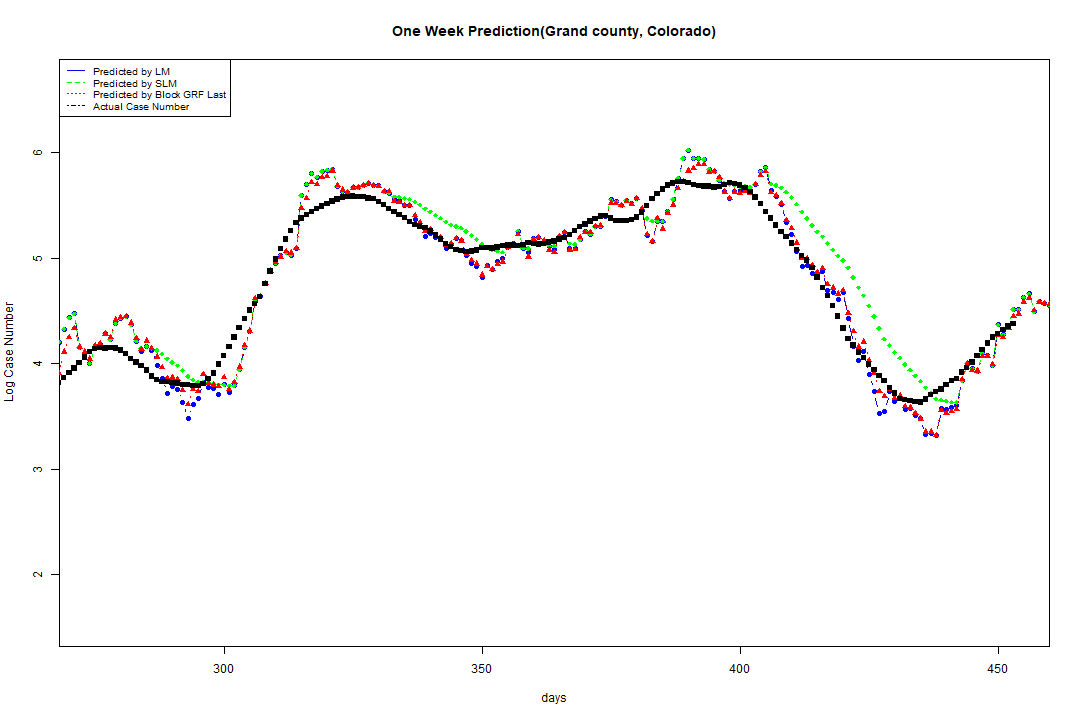 One Week Prediction(Grand county, Colorado)
Predicted by LM
Predicted by SLM
Predicted by Block GRF Last
Actual Case Number
6
5
4
3
2
Log Case Number
300 350 400 450
days